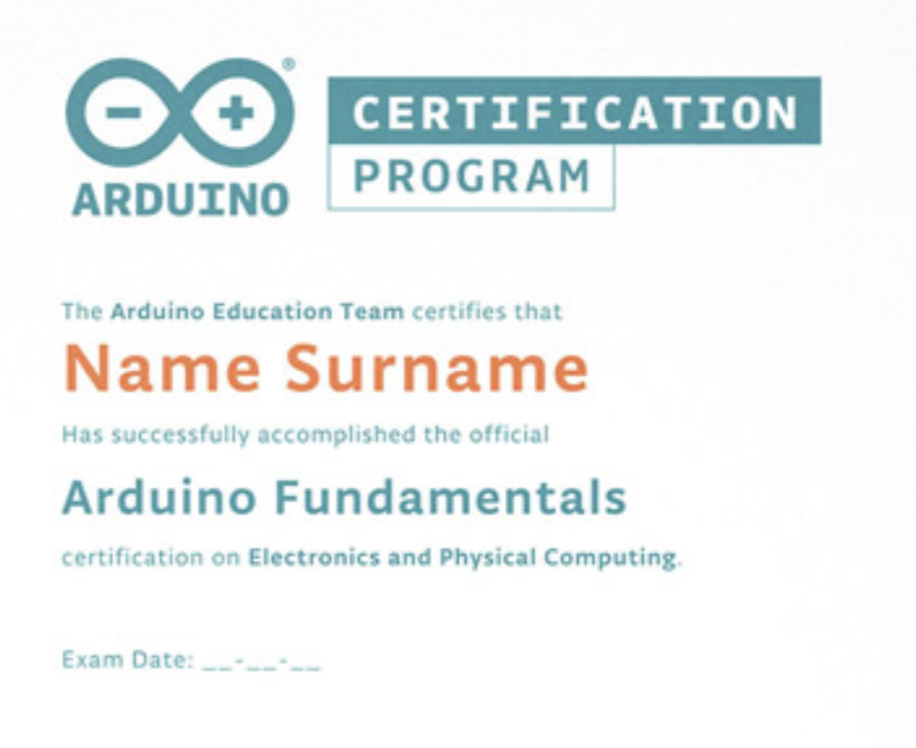 ARDUINO®
CERTIFICATION
PROGRAM
The Arduino Education Team certifies that
Name Surname
Has successfully accomplished the official
Arduino Fundamentals
certification on Electronics and Physical Computing.
Exam Date: __-__-__